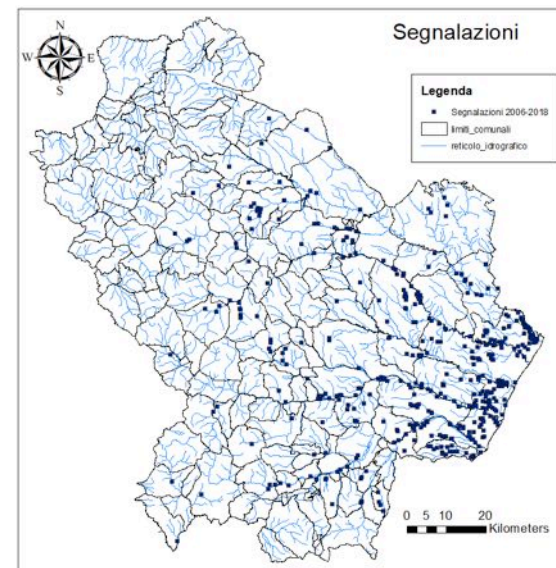 Segnalazioni
N
W E
S
Legenda
Segnalazioni 2006-2018
limiti_comunali
reticolo_idrografico
0 5 10 20
Kilometers